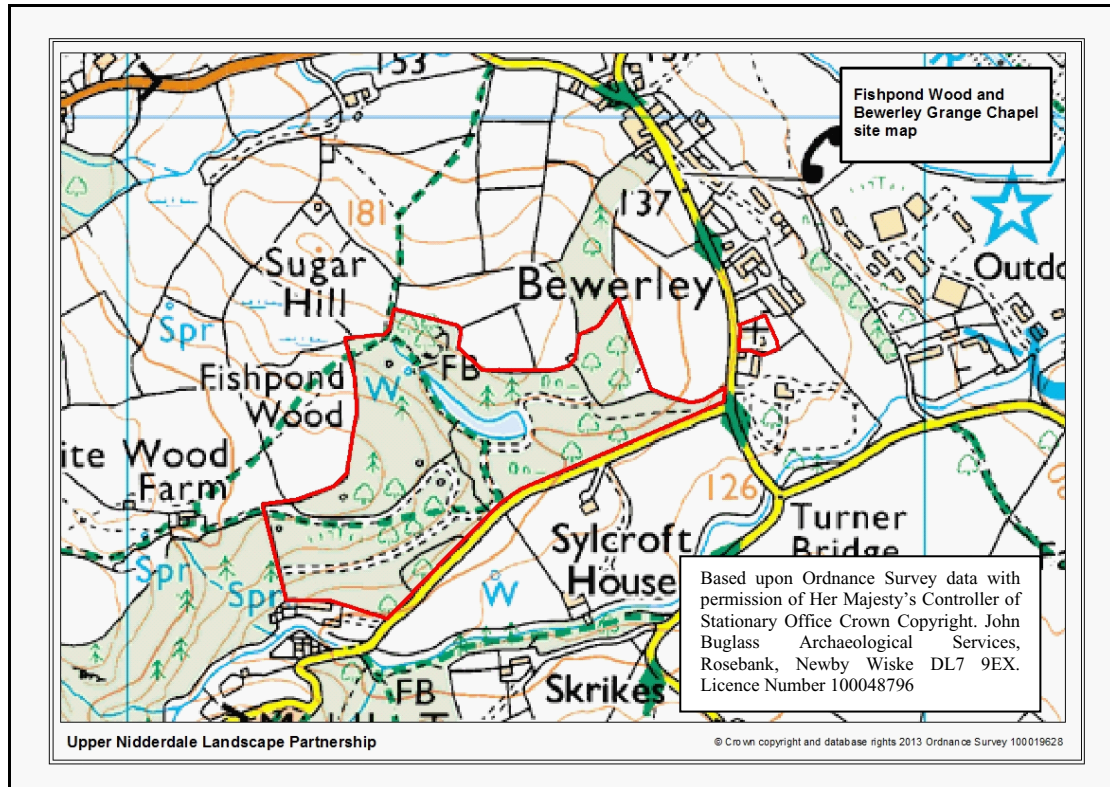 153
Fishpond Wood and
Bewerley Grange Chapel
site map
181
137
Sugar
Hill
Bewerley
Outdo
Spr
Fishpond
Wood
W
FB
ite Wood
Farm
126
Turner
Bridge
Sylcroft
House
Spr
Spr
W
FB
Skrikes
Based upon Ordnance Survey data with
permission of Her Majesty's Controller of
Stationary Office Crown Copyright. John
Buglass Archaeological Services,
Rosebank, Newby Wiske DL7 9EX.
Licence Number 100048796
Upper Nidderdale Landscape Partnership
© Crown copyright and database rights 2013 Ordnance Survey 100019628